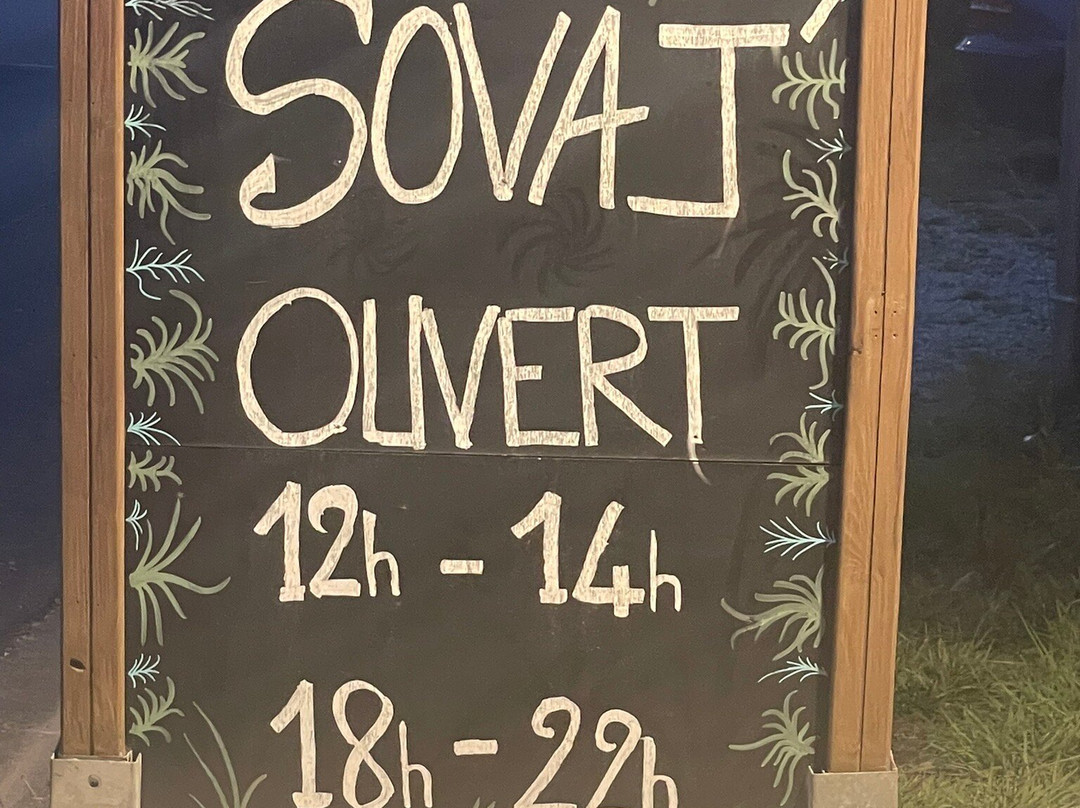 SOVAJ'
OUVERT
12h - 14h
18h - 22h